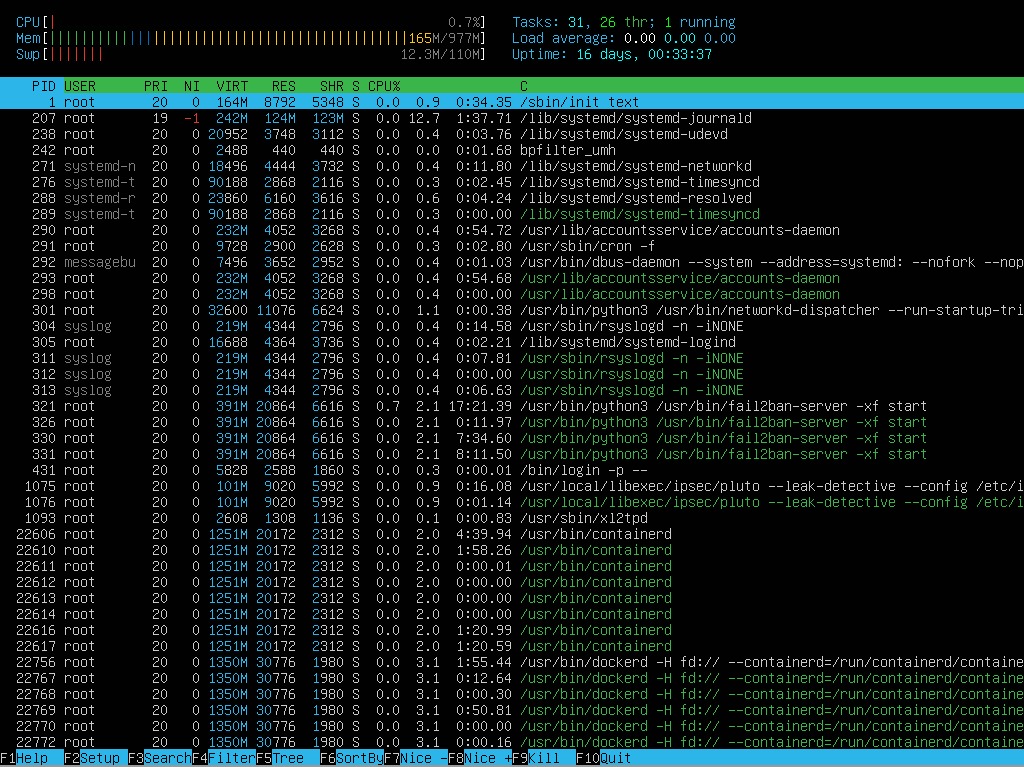 CPU[| 0.7%] Tasks: 31, 26 thr; 1 running
Mem[||||||||||||||||||||||||||||||||||||||||||||||165M/977M] Load average: 0.00 0.00 0.00
Swp[||||||| 12.3M/110M] Uptime: 16 days, 00:33:37
PID USER PRI NI VIRT RES SHR S CPU% C
1 root 20 0 164M 8792 5348 S 0.0 0.9 0:34.35 /sbin/init text
207 root 19 -1 242M 124M 123M S 0.0 12.7 1:37.71 /lib/systemd/systemd-journald
238 root 20 0 20952 3748 3112 S 0.0 0.4 0:03.76 /lib/systemd/systemd-udevd
242 root 20 0 2488 440 440 S 0.0 0.0 0:01.68 bpfilter_umh
271 systemd-n 20 0 18496 4444 3732 S 0.0 0.4 0:11.80 /lib/systemd/systemd-networkd
276 systemd-t 20 0 90188 2868 2116 S 0.0 0.3 0:02.45 /lib/systemd/systemd-timesyncd
288 systemd-r 20 0 23860 6160 3616 S 0.0 0.6 0:04.24 /lib/systemd/systemd-resolved
289 systemd-t 20 0 90188 2868 2116 S 0.0 0.3 0:00.00 /lib/systemd/systemd-timesyncd
290 root 20 0 232M 4052 3268 S 0.0 0.4 0:54.72 /usr/lib/accountsservice/accounts-daemon
291 root 20 0 9728 2900 2628 S 0.0 0.3 0:02.80 /usr/sbin/cron -f
292 messagebu 20 0 7496 3652 2952 S 0.0 0.4 0:01.03 /usr/bin/dbus-daemon --system --address=systemd: --nofork --nop
293 root 20 0 232M 4052 3268 S 0.0 0.4 0:54.68 /usr/lib/accountsservice/accounts-daemon
298 root 20 0 232M 4052 3268 S 0.0 0.4 0:00.00 /usr/lib/accountsservice/accounts-daemon
301 root 20 0 32600 11076 6624 S 0.0 1.1 0:00.38 /usr/bin/python3 /usr/bin/networkd-dispatcher --run-startup-tri
304 syslog 20 0 219M 4344 2796 S 0.0 0.4 0:14.58 /usr/sbin/rsyslogd -n -iNONE
305 root 20 0 16688 4364 3736 S 0.0 0.4 0:02.21 /lib/systemd/systemd-logind
311 syslog 20 0 219M 4344 2796 S 0.0 0.4 0:07.81 /usr/sbin/rsyslogd -n -iNONE
312 syslog 20 0 219M 4344 2796 S 0.0 0.4 0:00.00 /usr/sbin/rsyslogd -n -iNONE
313 syslog 20 0 219M 4344 2796 S 0.0 0.4 0:06.63 /usr/sbin/rsyslogd -n -iNONE
321 root 20 0 391M 20864 6616 S 0.7 2.1 17:21.39 /usr/bin/python3 /usr/bin/fail2ban-server -xf start
326 root 20 0 391M 20864 6616 S 0.0 2.1 0:11.97 /usr/bin/python3 /usr/bin/fail2ban-server -xf start
330 root 20 0 391M 20864 6616 S 0.0 2.1 7:34.60 /usr/bin/python3 /usr/bin/fail2ban-server -xf start
331 root 20 0 391M 20864 6616 S 0.0 2.1 8:11.50 /usr/bin/python3 /usr/bin/fail2ban-server -xf start
431 root 20 0 5828 2588 1860 S 0.0 0.3 0:00.01 /bin/login -p --
1075 root 20 0 101M 9020 5992 S 0.0 0.9 0:16.08 /usr/local/libexec/ipsec/pluto --leak-detective --config /etc/i
1076 root 20 0 101M 9020 5992 S 0.0 0.9 0:01.14 /usr/local/libexec/ipsec/pluto --leak-detective --config /etc/i
1093 root 20 0 2608 1308 1136 S 0.0 0.1 0:00.83 /usr/sbin/xl2tpd
22606 root 20 0 1251M 20172 2312 S 0.0 2.0 4:39.94 /usr/bin/containerd
22610 root 20 0 1251M 20172 2312 S 0.0 2.0 1:58.26 /usr/bin/containerd
22611 root 20 0 1251M 20172 2312 S 0.0 2.0 0:00.01 /usr/bin/containerd
22612 root 20 0 1251M 20172 2312 S 0.0 2.0 0:00.00 /usr/bin/containerd
22613 root 20 0 1251M 20172 2312 S 0.0 2.0 0:00.00 /usr/bin/containerd
22614 root 20 0 1251M 20172 2312 S 0.0 2.0 0:00.00 /usr/bin/containerd
22616 root 20 0 1251M 20172 2312 S 0.0 2.0 1:20.99 /usr/bin/containerd
22617 root 20 0 1251M 20172 2312 S 0.0 2.0 1:20.59 /usr/bin/containerd
22756 root 20 0 1350M 30776 1980 S 0.0 3.1 1:55.44 /usr/bin/dockerd -H fd:// --containerd=/run/containerd/containe
22767 root 20 0 1350M 30776 1980 S 0.0 3.1 0:12.64 /usr/bin/dockerd -H fd:// --containerd=/run/containerd/containe
22768 root 20 0 1350M 30776 1980 S 0.0 3.1 0:00.30 /usr/bin/dockerd -H fd:// --containerd=/run/containerd/containe
22769 root 20 0 1350M 30776 1980 S 0.0 3.1 0:50.81 /usr/bin/dockerd -H fd:// --containerd=/run/containerd/containe
22770 root 20 0 1350M 30776 1980 S 0.0 3.1 0:00.00 /usr/bin/dockerd -H fd:// --containerd=/run/containerd/containe
22772 root 20 0 1350M 30776 1980 S 0.0 3.1 0:00.16 /usr/bin/dockerd -H fd:// --containerd=/run/containerd/containe
F1Help F2Setup F3SearchF4FilterF5Tree F6SortByF7Nice -F8Nice +F9Kill F10Quit